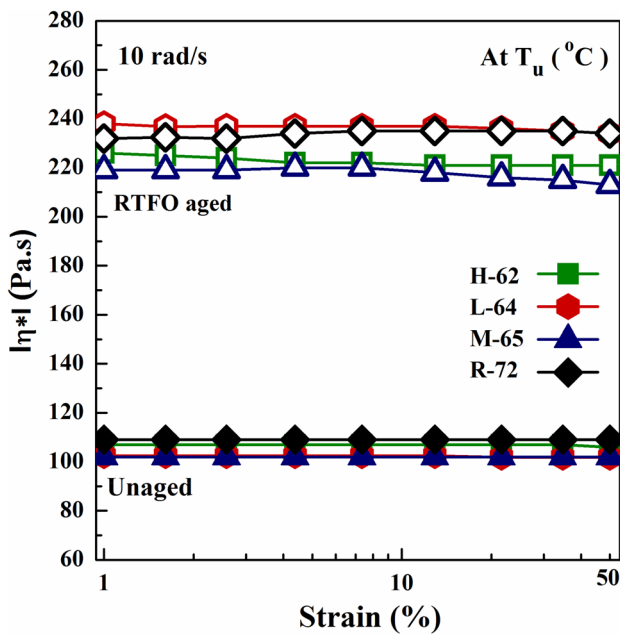 280
260
240
220
200
180
160
140
120
100
80
60
|η*| (Pa.s)
10 rad/s
At Tᵤ (°C)
RTFO aged
H-62
L-64
M-65
R-72
Unaged
1
10
50
Strain (%)